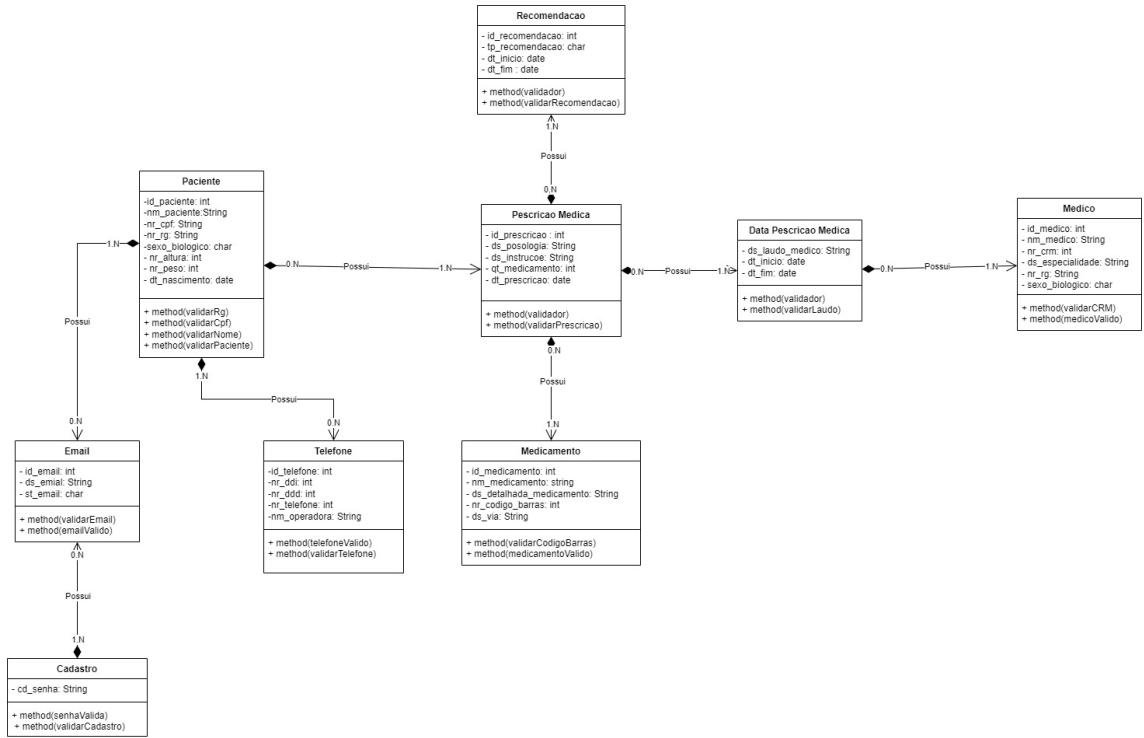 Recomendacao
- id_recomendacao: int
- tp_recomendacao: char
- dt_inicio: date
- dt_fim : date
+ method(validador)
+ method(validarRecomendacao)
1.N
Possui
0.N
Paciente
-id_paciente: int
-nm_paciente:String
-nr_cpf: String
-nr_rg: String
-sexo_biologico: char
- nr_altura: int
- nr_peso: int
- dt_nascimento: date
+ method(validarRg)
+ method(validarCpf)
+ method(validarNome)
+ method(validarPaciente)
0.N
Possui
1.N
Pescricao Medica
- id_prescricao : int
- ds_posologia: String
- ds_instrucoe: String
- qt_medicamento: int
- dt_prescricao: date
+ method(validador)
+ method(validarPrescricao)
0.N
Possui
1.N
Data Pescricao Medica
- ds_laudo_medico: String
- dt_inicio: date
- dt_fim: date
+ method(validador)
+ method(validarLaudo)
0.N
Possui
1.N
Medico
- id_medico: int
- nm_medico: String
- nr_crm: int
- ds_especialidade: String
- nr_rg: String
- sexo_biologico: char
+ method(validarCRM)
+ method(medicoValido)
1.N
Possui
0.N
1.N
Possui
0.N
0.N
Possui
1.N
Email
- id_email: int
- ds_emial: String
- st_email: char
+ method(validarEmail)
+ method(emailValido)
Telefone
-id_telefone: int
-nr_ddi: int
-nr_ddd: int
-nr_telefone: int
-nm_operadora: String
+ method(telefoneValido)
+ method(validarTelefone)
Medicamento
- id_medicamento: int
- nm_medicamento: string
- ds_detalhada_medicamento: String
- nr_codigo_barras: int
- ds_via: String
+ method(validarCodigoBarras)
+ method(medicamentoValido)
0.N
Possui
1.N
Cadastro
- cd_senha: String
+ method(senhaValida)
+ method(validarCadastro)